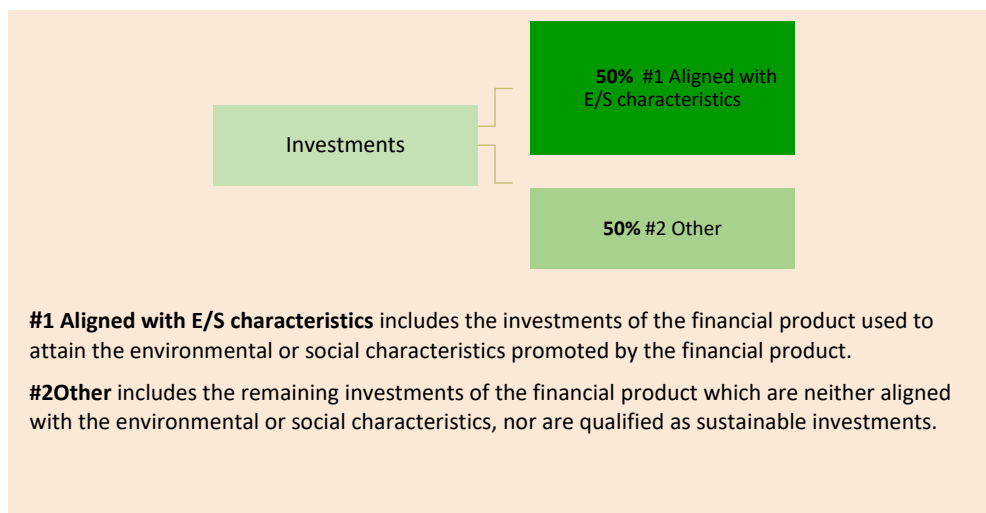 50% #1 Aligned with
E/S characteristics
Investments
50% #2 Other
#1 Aligned with E/S characteristics includes the investments of the financial product used to
attain the environmental or social characteristics promoted by the financial product.
#2Other includes the remaining investments of the financial product which are neither aligned
with the environmental or social characteristics, nor are qualified as sustainable investments.